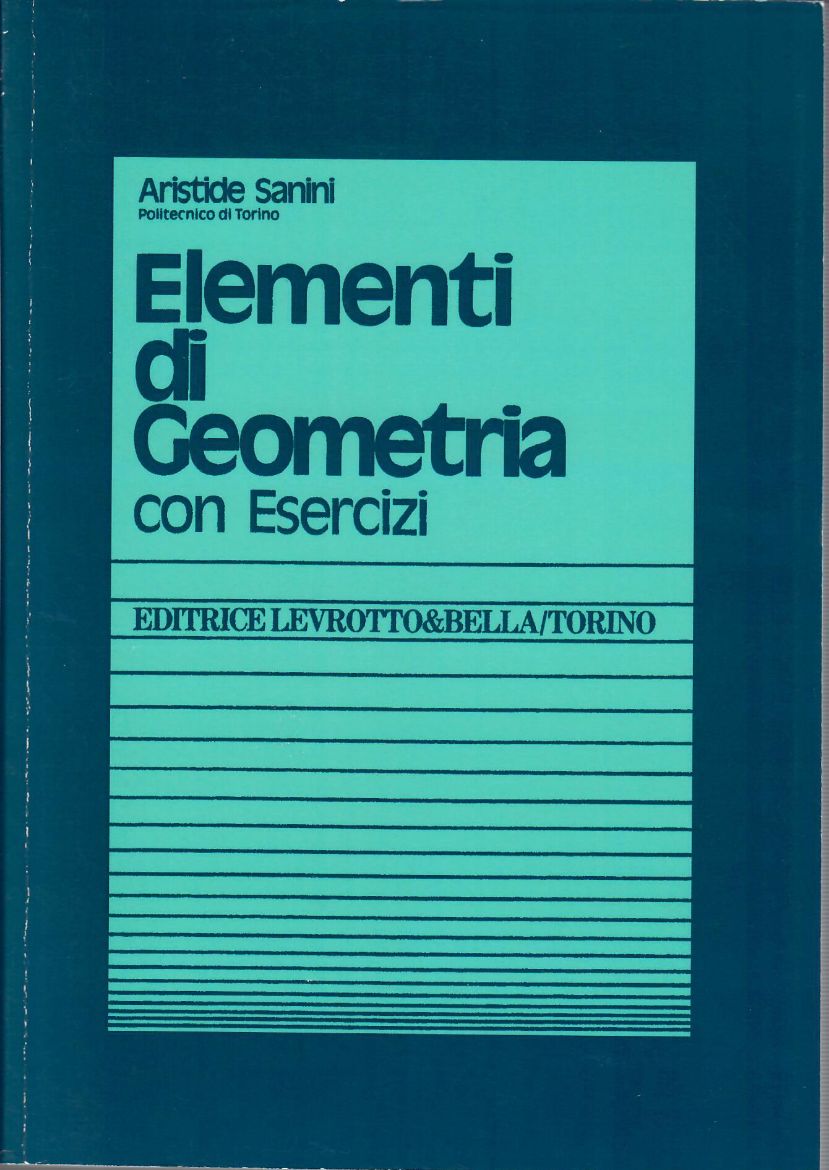 Aristide Sanini
Politecnico di Torino
Elementi
di
Geometria
con Esercizi
EDITRICE LEVROTTO&BELLA/TORINO